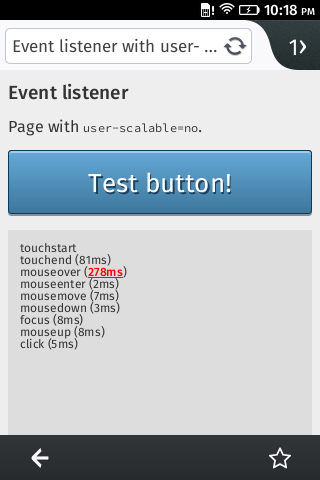 10:18 PM
Event listener with user- ...
1
Event listener
Page with user-scalable=no.
Test button!
touchstart
touchend (81ms)
mouseover (278ms)
mouseenter (2ms)
mousemove (7ms)
mousedown (3ms)
focus (8ms)
mouseup (8ms)
click (5ms)